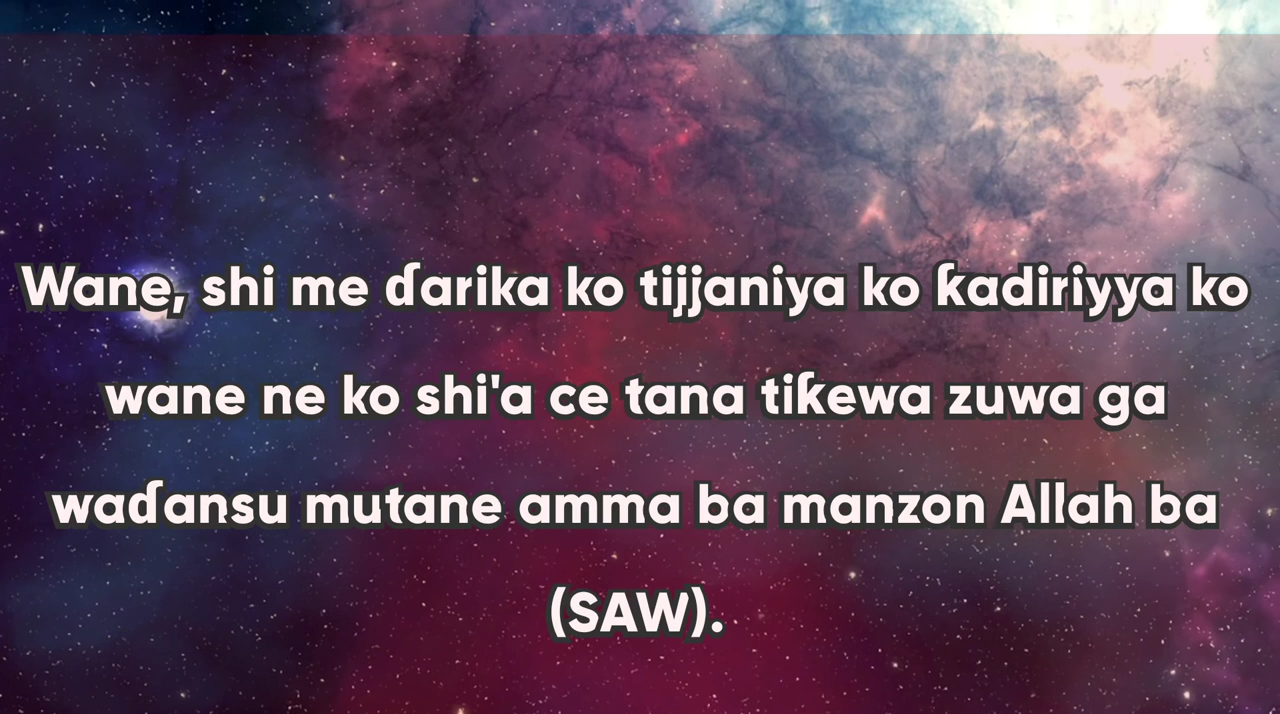 Wane, shi me ɗarika ko tijjaniya ko ƙadiriyya ko
wane ne ko shi'a ce tana tiƙewa zuwa ga
waɗansu mutane amma ba manzon Allah ba
(SAW).